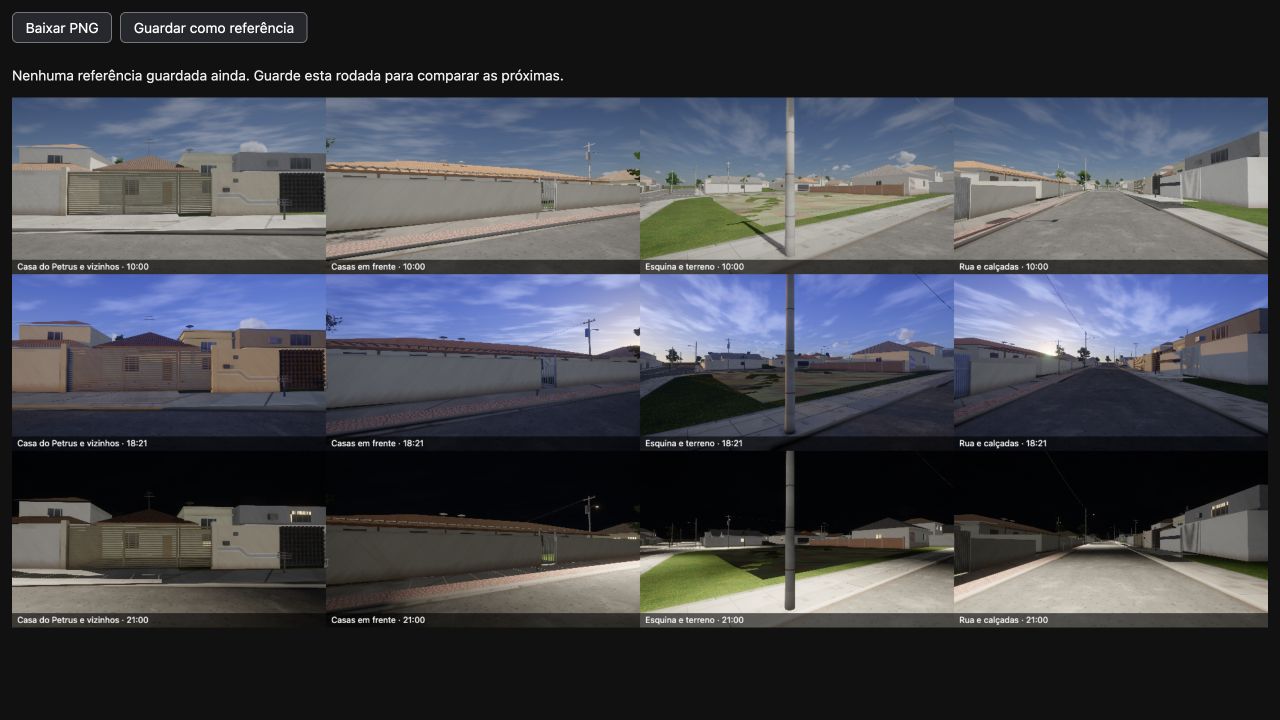 Baixar PNG
Guardar como referência
Nenhuma referência guardada ainda. Guarde esta rodada para comparar as próximas.
Casa do Petrus e vizinhos · 10:00
Casas em frente · 10:00
Esquina e terreno · 10:00
Rua e calçadas · 10:00
Casa do Petrus e vizinhos · 18:21
Casas em frente · 18:21
Esquina e terreno · 18:21
Rua e calçadas · 18:21
Casa do Petrus e vizinhos · 21:00
Casas em frente · 21:00
Esquina e terreno · 21:00
Rua e calçadas · 21:00